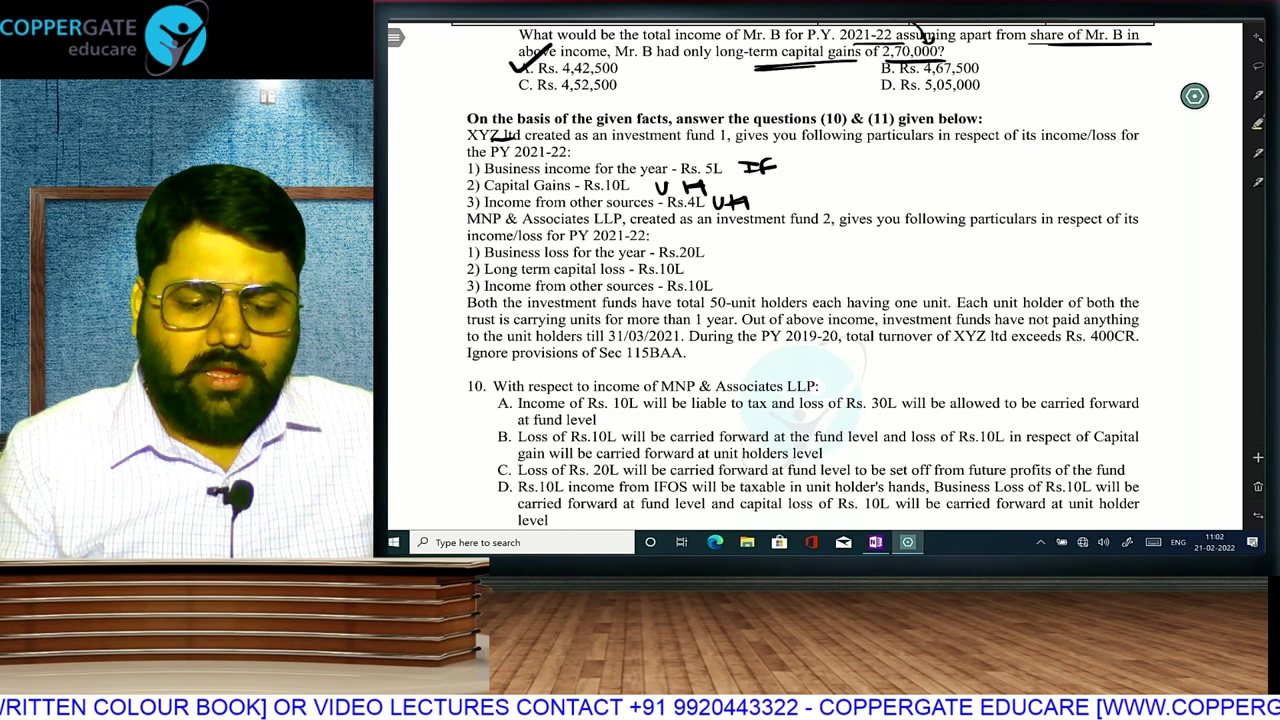 COPPERGATE
educare
What would be the total income of Mr. B for P.Y. 2021-22 assuming apart from share of Mr. B in
above income, Mr. B had only long-term capital gains of 2,70,000?
A. Rs. 4,42,500 B. Rs. 4,67,500
C. Rs. 4,52,500 D. Rs. 5,05,000
On the basis of the given facts, answer the questions (10) & (11) given below:
XYZ ltd created as an investment fund 1, gives you following particulars in respect of its income/loss for
the PY 2021-22:
1) Business income for the year - Rs. 5L IF
2) Capital Gains - Rs.10L U H
3) Income from other sources - Rs.4L UH
MNP & Associates LLP, created as an investment fund 2, gives you following particulars in respect of its
income/loss for PY 2021-22:
1) Business loss for the year - Rs.20L
2) Long term capital loss - Rs.10L
3) Income from other sources - Rs.10L
Both the investment funds have total 50-unit holders each having one unit. Each unit holder of both the
trust is carrying units for more than 1 year. Out of above income, investment funds have not paid anything
to the unit holders till 31/03/2021. During the PY 2019-20, total turnover of XYZ ltd exceeds Rs. 400CR.
Ignore provisions of Sec 115BAA.
10. With respect to income of MNP & Associates LLP:
A. Income of Rs. 10L will be liable to tax and loss of Rs. 30L will be allowed to be carried forward
at fund level
B. Loss of Rs.10L will be carried forward at the fund level and loss of Rs.10L in respect of Capital
gain will be carried forward at unit holders level
C. Loss of Rs. 20L will be carried forward at fund level to be set off from future profits of the fund
D. Rs.10L income from IFOS will be taxable in unit holder's hands, Business Loss of Rs.10L will be
carried forward at fund level and capital loss of Rs. 10L will be carried forward at unit holder
level
Type here to search
ENG
11:02
21-02-2022
WRITTEN COLOUR BOOK] OR VIDEO LECTURES CONTACT +91 9920443322 - COPPERGATE EDUCARE [WWW.COPPERG